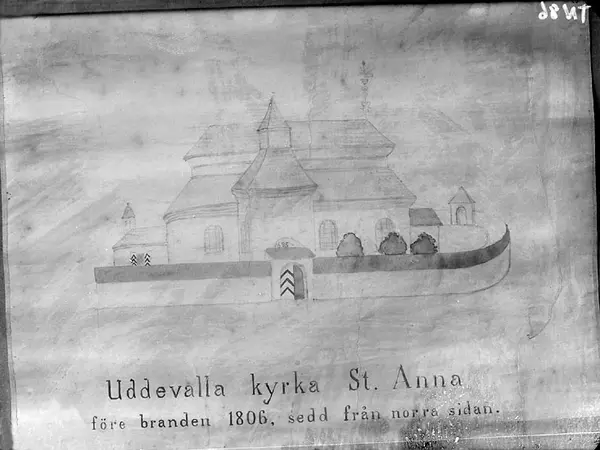 Uddevalla kyrka St. Anna
före branden 1806, sedd från norra sidan.